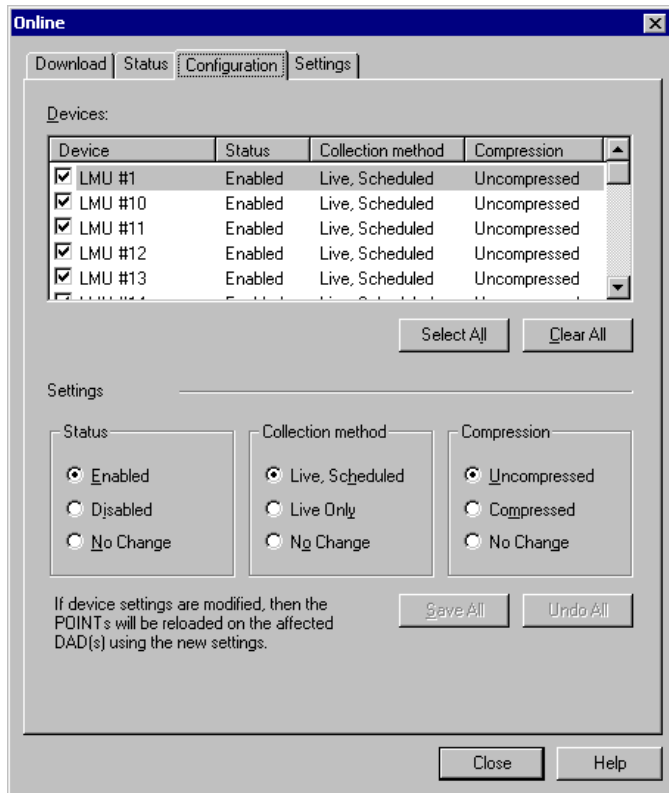 Online
Download Status Configuration Settings
Devices:
Device Status Collection method Compression
LMU #1 Enabled Live, Scheduled Uncompressed
LMU #10 Enabled Live, Scheduled Uncompressed
LMU #11 Enabled Live, Scheduled Uncompressed
LMU #12 Enabled Live, Scheduled Uncompressed
LMU #13 Enabled Live, Scheduled Uncompressed
Select All Clear All
Settings
Status Collection method Compression
Enabled Live, Scheduled Uncompressed
Disabled Live Only Compressed
No Change No Change No Change
If device settings are modified, then the
POINTs will be reloaded on the affected
DAD(s) using the new settings.
Save All Undo All
Close Help